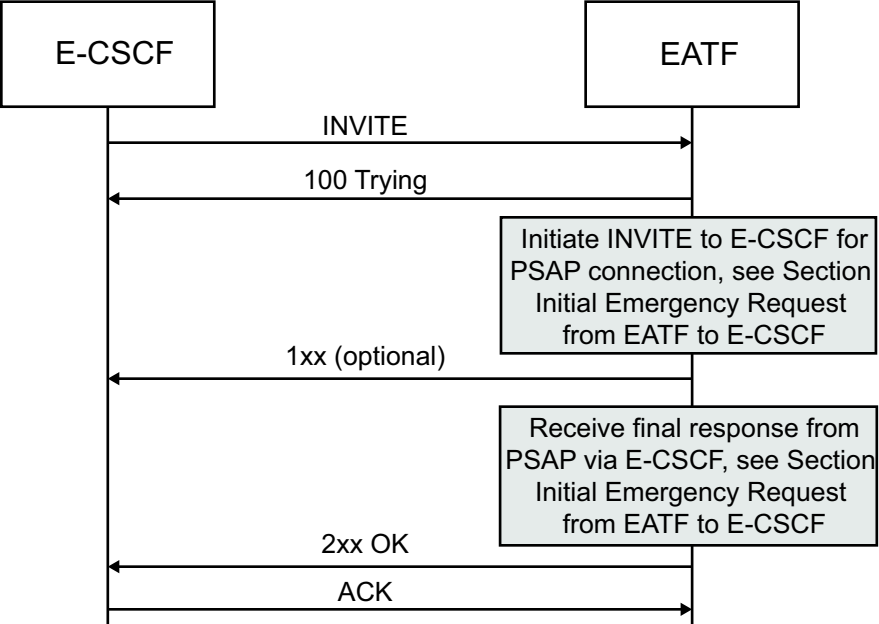 E-CSCF
EATF
INVITE
100 Trying
Initiate INVITE to E-CSCF for
PSAP connection, see Section
Initial Emergency Request
from EATF to E-CSCF
1xx (optional)
Receive final response from
PSAP via E-CSCF, see Section
Initial Emergency Request
from EATF to E-CSCF
2xx OK
ACK